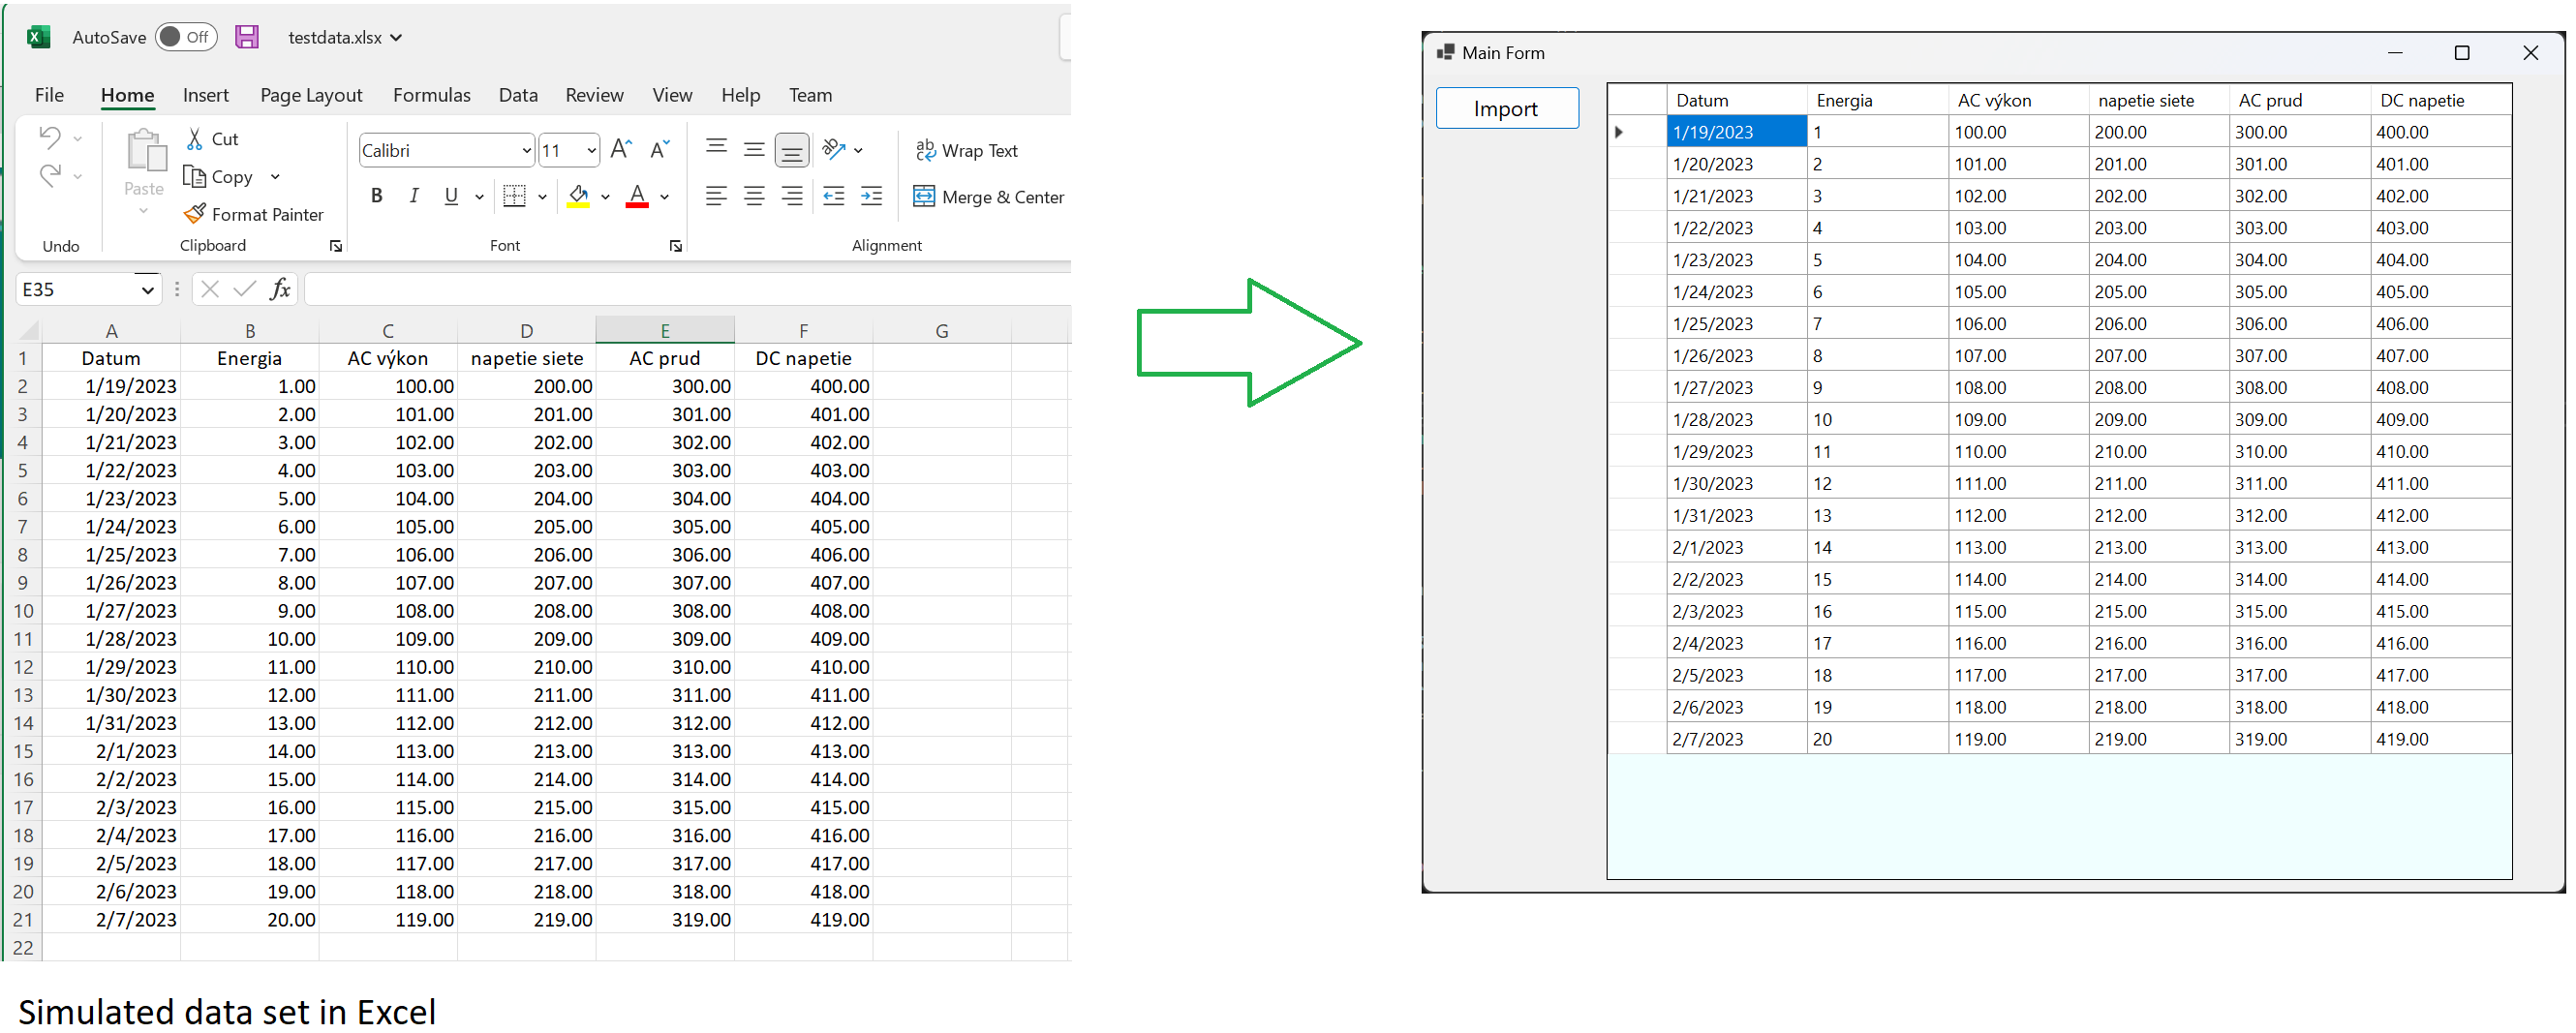 AutoSave Off testdata.xlsx
File Home Insert Page Layout Formulas Data Review View Help Team
Paste
Cut
Copy
Format Painter
Calibri 11 A A
B I U A
ab Wrap Text
Merge & Center
Undo Clipboard Font Alignment
E35 fx
A B C D E F G
1 Datum Energia AC výkon napetie siete AC prud DC napetie
2 1/19/2023 1.00 100.00 200.00 300.00 400.00
3 1/20/2023 2.00 101.00 201.00 301.00 401.00
4 1/21/2023 3.00 102.00 202.00 302.00 402.00
5 1/22/2023 4.00 103.00 203.00 303.00 403.00
6 1/23/2023 5.00 104.00 204.00 304.00 404.00
7 1/24/2023 6.00 105.00 205.00 305.00 405.00
8 1/25/2023 7.00 106.00 206.00 306.00 406.00
9 1/26/2023 8.00 107.00 207.00 307.00 407.00
10 1/27/2023 9.00 108.00 208.00 308.00 408.00
11 1/28/2023 10.00 109.00 209.00 309.00 409.00
12 1/29/2023 11.00 110.00 210.00 310.00 410.00
13 1/30/2023 12.00 111.00 211.00 311.00 411.00
14 1/31/2023 13.00 112.00 212.00 312.00 412.00
15 2/1/2023 14.00 113.00 213.00 313.00 413.00
16 2/2/2023 15.00 114.00 214.00 314.00 414.00
17 2/3/2023 16.00 115.00 215.00 315.00 415.00
18 2/4/2023 17.00 116.00 216.00 316.00 416.00
19 2/5/2023 18.00 117.00 217.00 317.00 417.00
20 2/6/2023 19.00 118.00 218.00 318.00 418.00
21 2/7/2023 20.00 119.00 219.00 319.00 419.00
22
Simulated data set in Excel
Main Form
Import
Datum Energia AC výkon napetie siete AC prud DC napetie
1/19/2023 1 100.00 200.00 300.00 400.00
1/20/2023 2 101.00 201.00 301.00 401.00
1/21/2023 3 102.00 202.00 302.00 402.00
1/22/2023 4 103.00 203.00 303.00 403.00
1/23/2023 5 104.00 204.00 304.00 404.00
1/24/2023 6 105.00 205.00 305.00 405.00
1/25/2023 7 106.00 206.00 306.00 406.00
1/26/2023 8 107.00 207.00 307.00 407.00
1/27/2023 9 108.00 208.00 308.00 408.00
1/28/2023 10 109.00 209.00 309.00 409.00
1/29/2023 11 110.00 210.00 310.00 410.00
1/30/2023 12 111.00 211.00 311.00 411.00
1/31/2023 13 112.00 212.00 312.00 412.00
2/1/2023 14 113.00 213.00 313.00 413.00
2/2/2023 15 114.00 214.00 314.00 414.00
2/3/2023 16 115.00 215.00 315.00 415.00
2/4/2023 17 116.00 216.00 316.00 416.00
2/5/2023 18 117.00 217.00 317.00 417.00
2/6/2023 19 118.00 218.00 318.00 418.00
2/7/2023 20 119.00 219.00 319.00 419.00